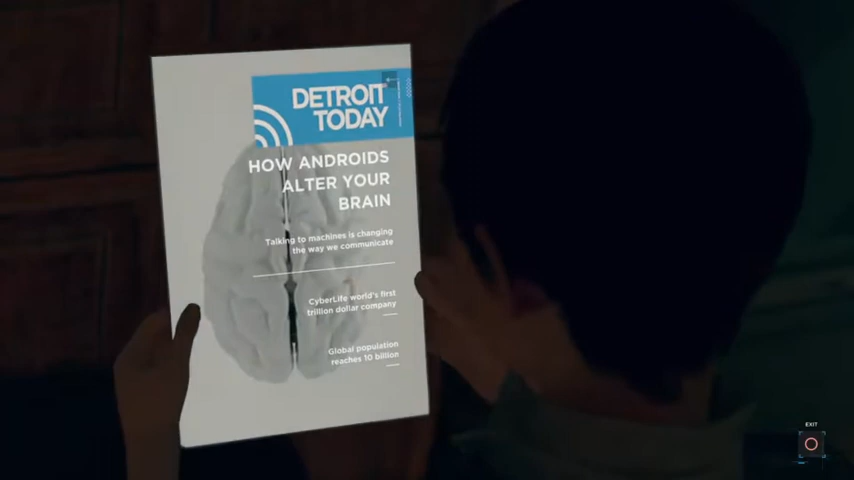 DETROIT
TODAY
HOW ANDROIDS
ALTER YOUR
BRAIN
Talking to machines is changing
the way we communicate
CyberLife world's first
trillion dollar company
Global population
reaches 10 billion
EXIT